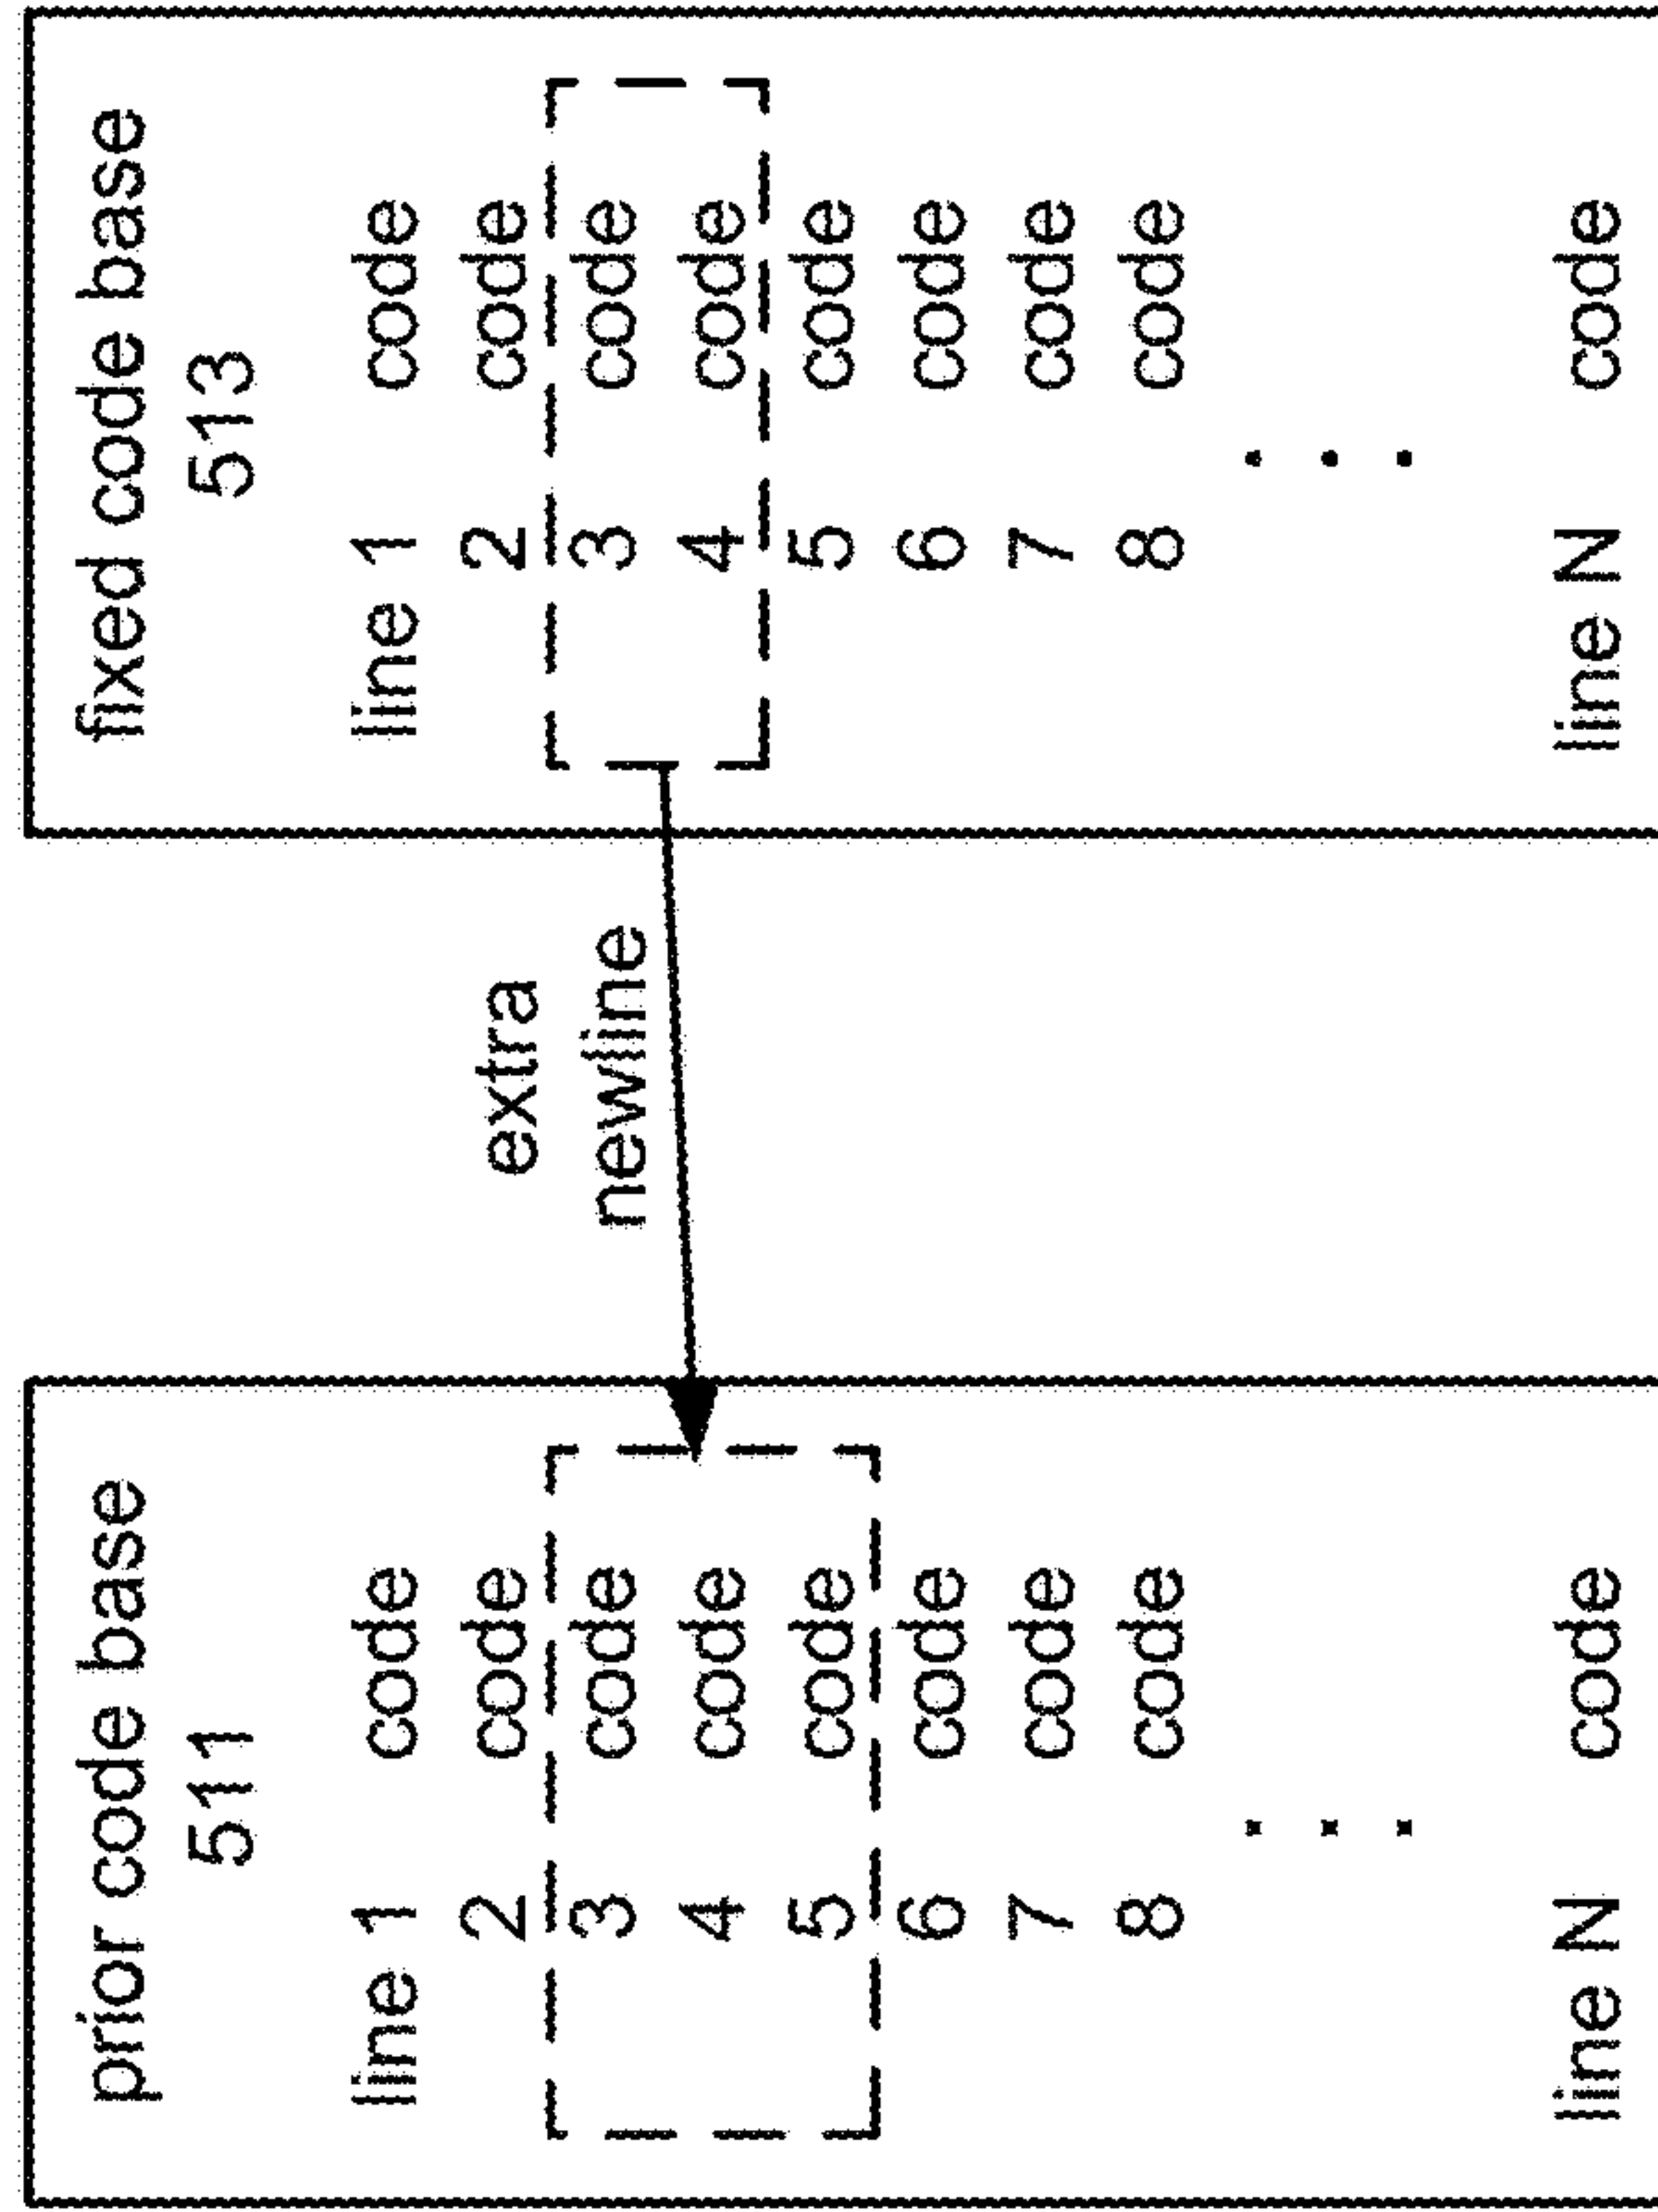 prior code base
511
line 1 code
2 code
3 code
4 code
5 code
6 code
7 code
8 code
. . .
line N code
extra
newline
fixed code base
513
line 1 code
2 code
3 code
4 code
5 code
6 code
7 code
8 code
. . .
line N code